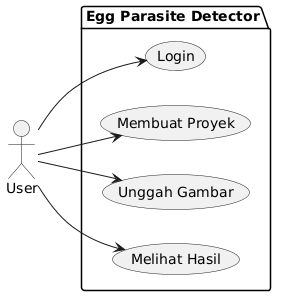 Egg Parasite Detector
Login
Membuat Proyek
User
Unggah Gambar
Melihat Hasil